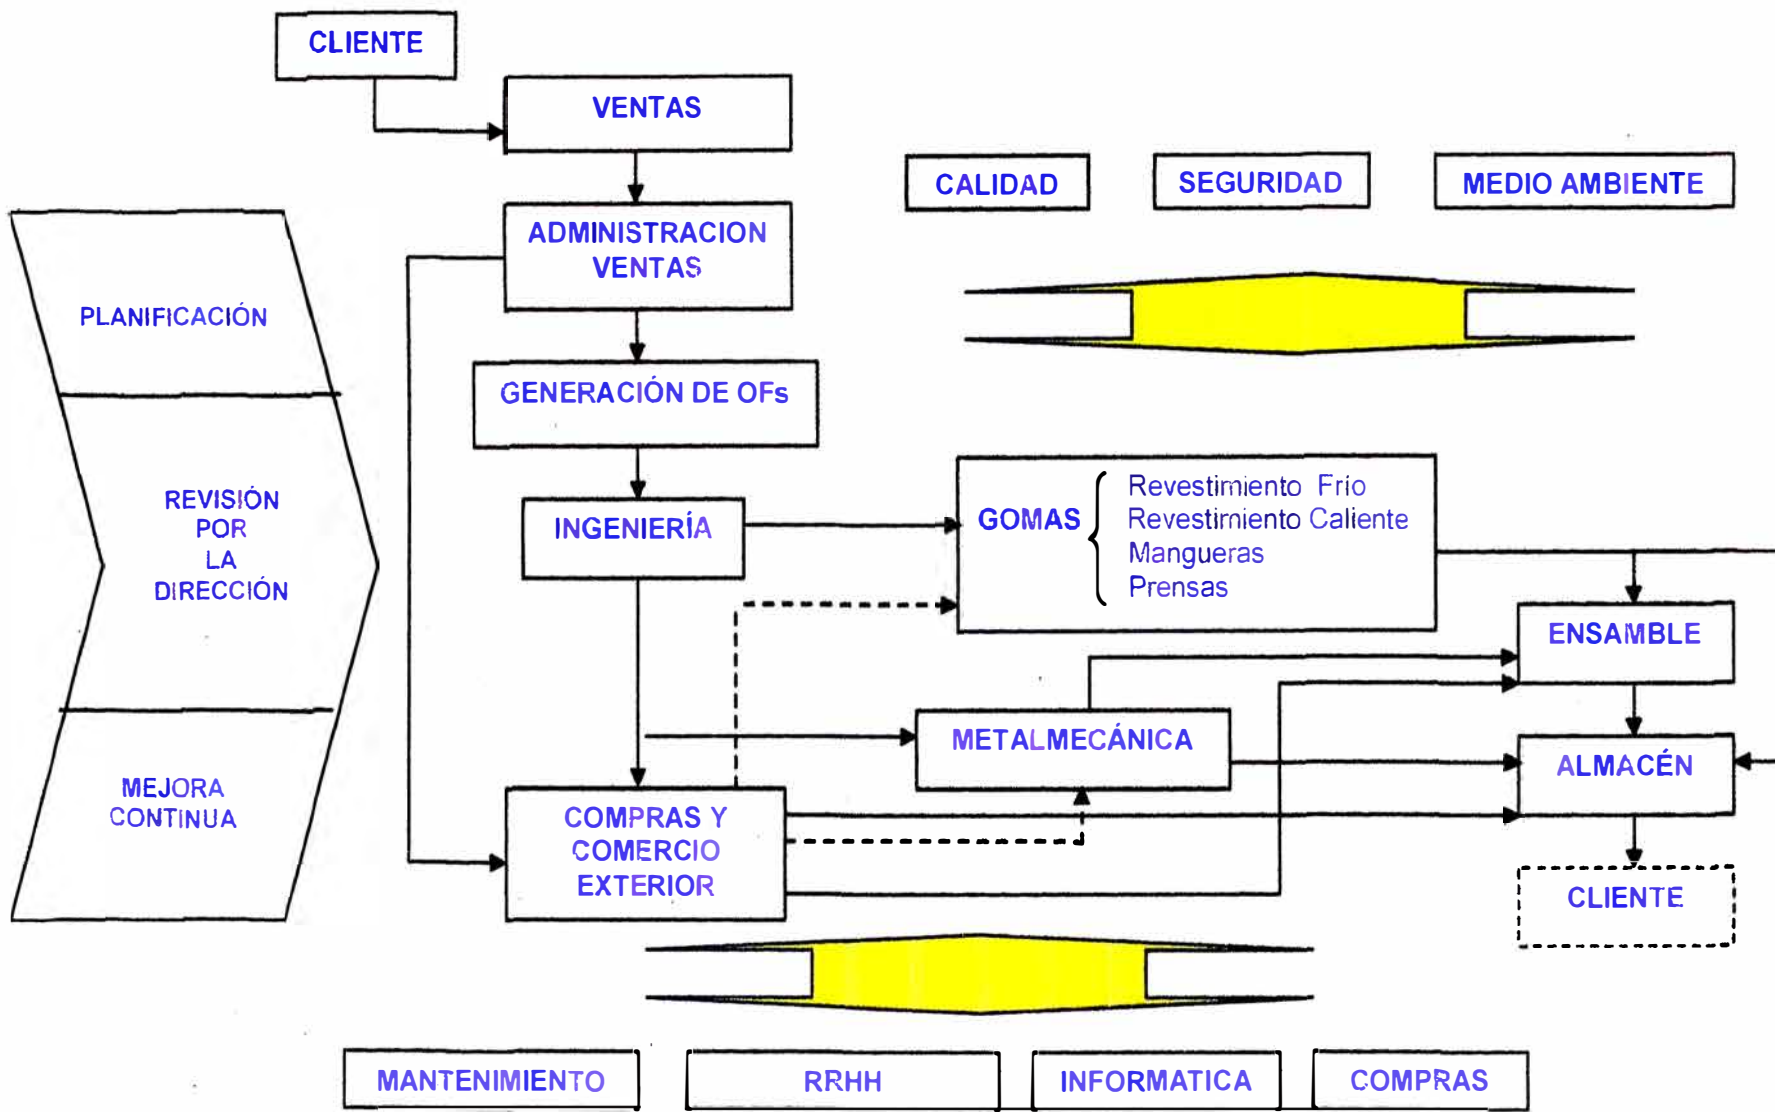 CLIENTE
VENTAS
CALIDAD
SEGURIDAD
MEDIO AMBIENTE
ADMINISTRACION
VENTAS
PLANIFICACIÓN
GENERACIÓN DE OFs
REVISIÓN
POR
LA
DIRECCIÓN
INGENIERÍA
GOMAS
Revestimiento Frio
Revestimiento Caliente
Mangueras
Prensas
ENSAMBLE
METALMECÁNICA
ALMACÉN
MEJORA
CONTINUA
COMPRAS Y
COMERCIO
EXTERIOR
CLIENTE
MANTENIMIENTO
RRHH
INFORMATICA
COMPRAS